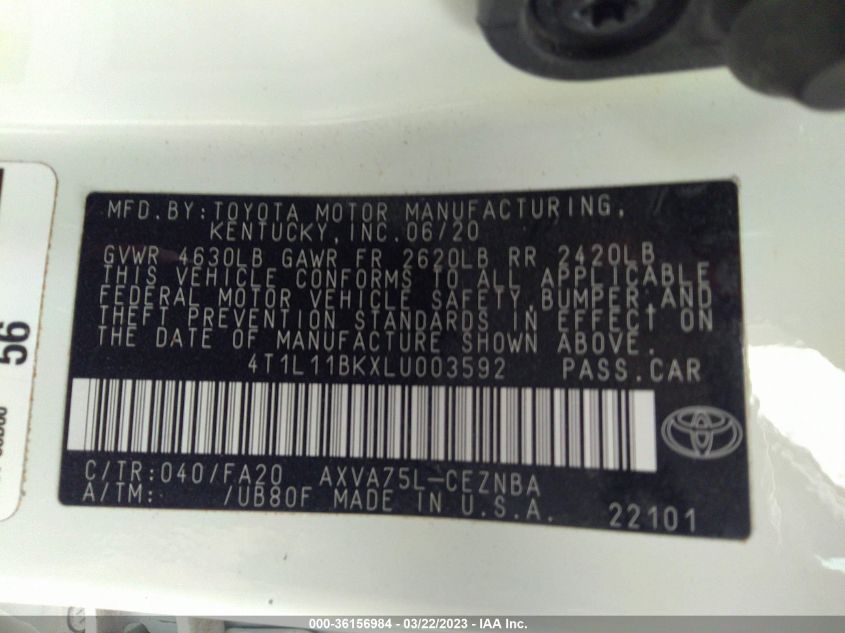 MFD.BY:TOYOTA MOTOR MANUFACTURING,
KENTUCKY,INC.06/20
GVWR 4630LB GAWR FR 2620LB RR 2420LB
THIS VEHICLE CONFORMS TO ALL APPLICABLE
FEDERAL MOTOR VEHICLE SAFETY,BUMPER,AND
THEFT PREVENTION STANDARDS IN EFFECT ON
THE DATE OF MANUFACTURE SHOWN ABOVE.
4T1L11BKXLU003592 PASS.CAR
C/TR:040/FA20 AXVA75L-CEZNBA
A/TM: /UB80F MADE IN U.S.A. 22101
56
000-36156984 - 03/22/2023 - IAA Inc.